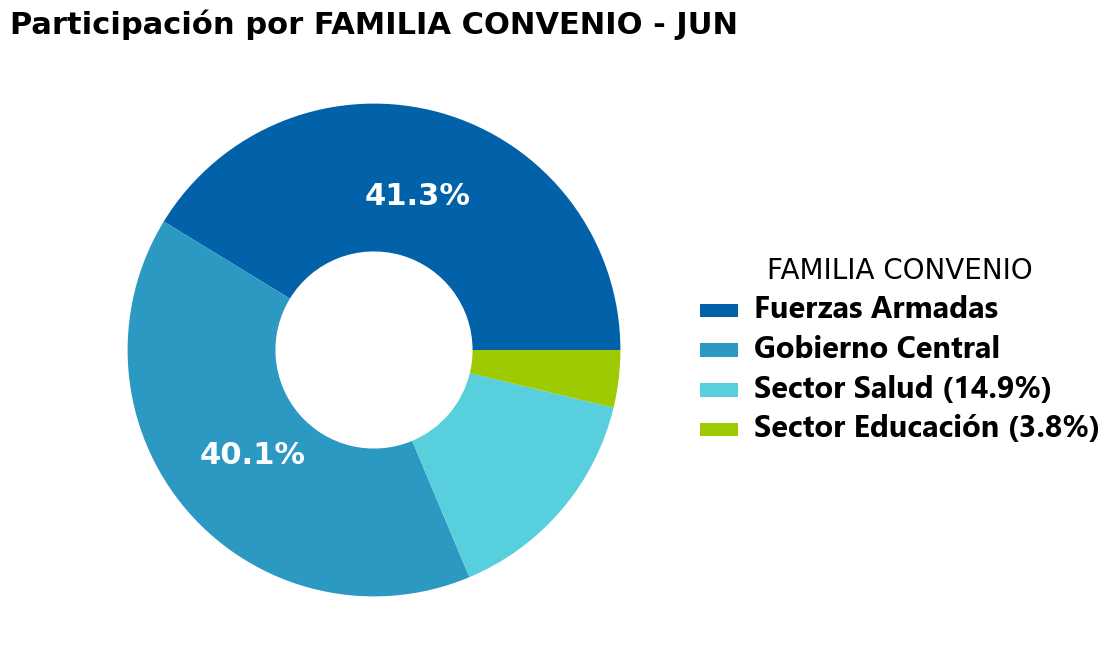 Participación por FAMILIA CONVENIO - JUN
41.3%
40.1%
FAMILIA CONVENIO
Fuerzas Armadas
Gobierno Central
Sector Salud (14.9%)
Sector Educación (3.8%)